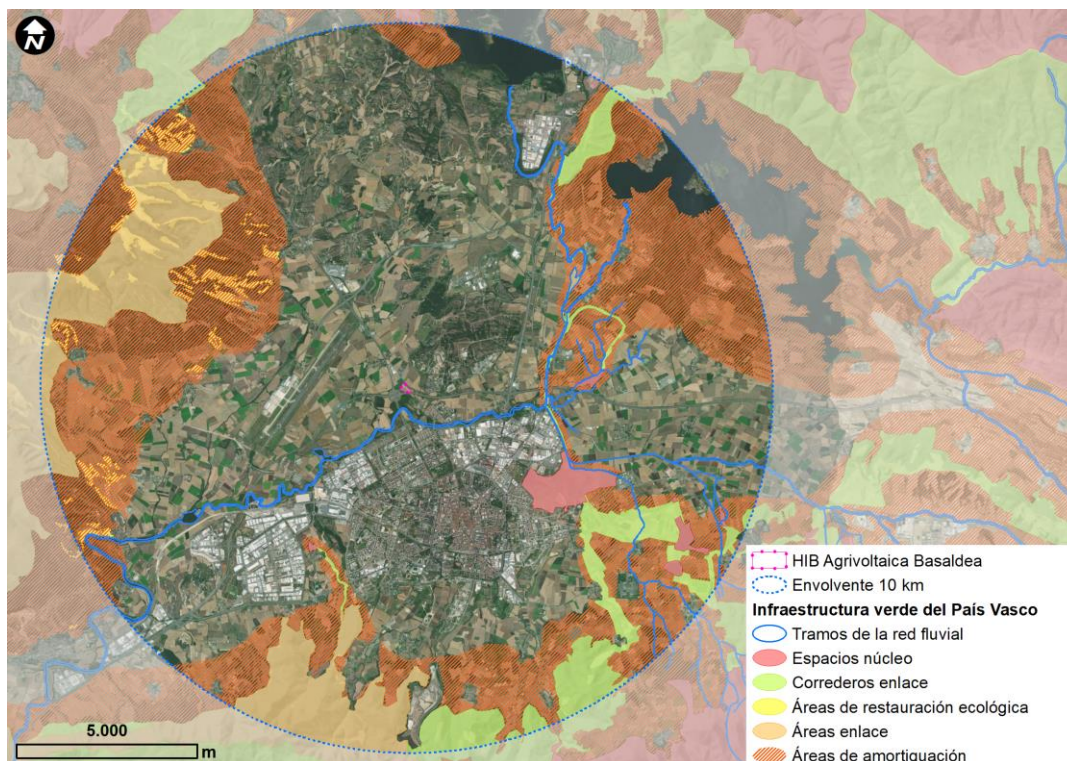 N
HIB Agrivoltaica Basaldea
Envolvente 10 km
Infraestructura verde del País Vasco
Tramos de la red fluvial
Espacios núcleo
Correderos enlace
Áreas de restauración ecológica
Áreas enlace
Áreas de amortiguación
5.000
m